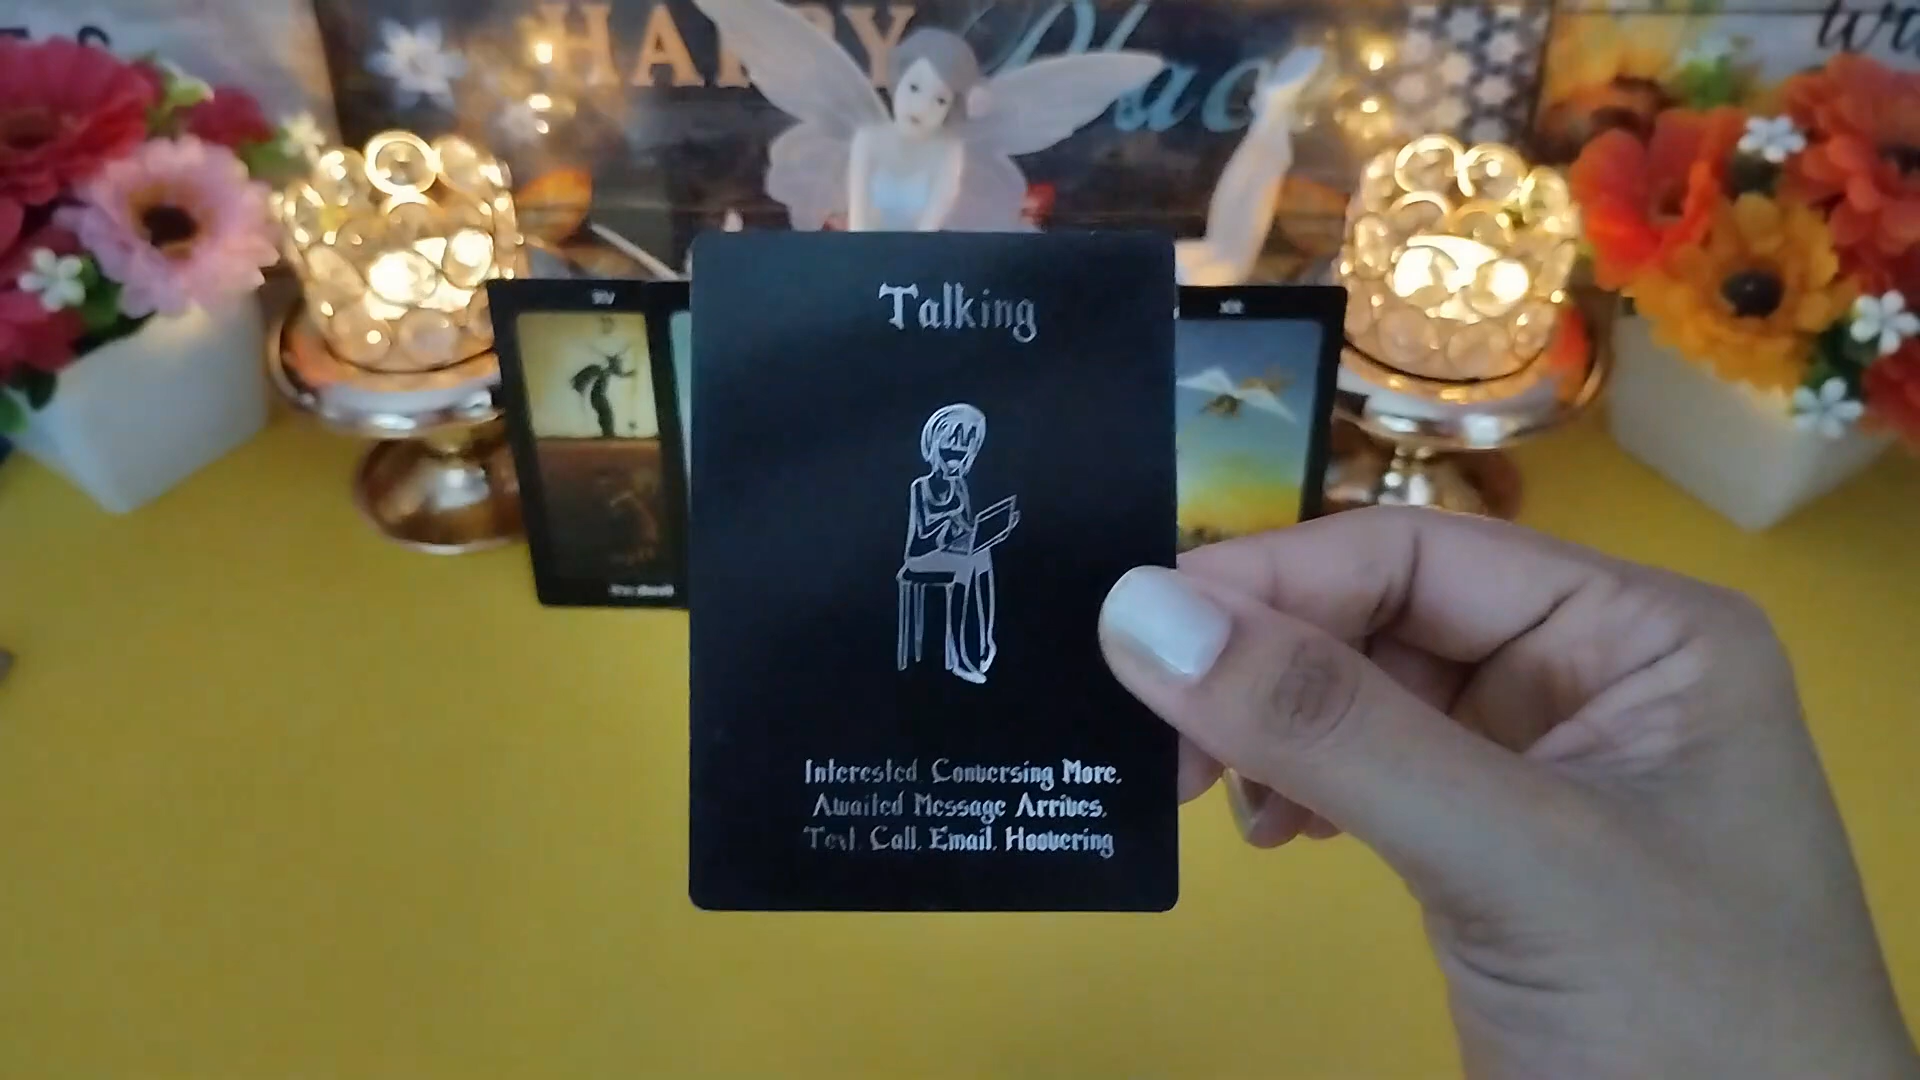 HAPPY Place
Talking
Interested. Conversing More.
Awaited Message Arrives.
Text. Call. Email. Hoovering